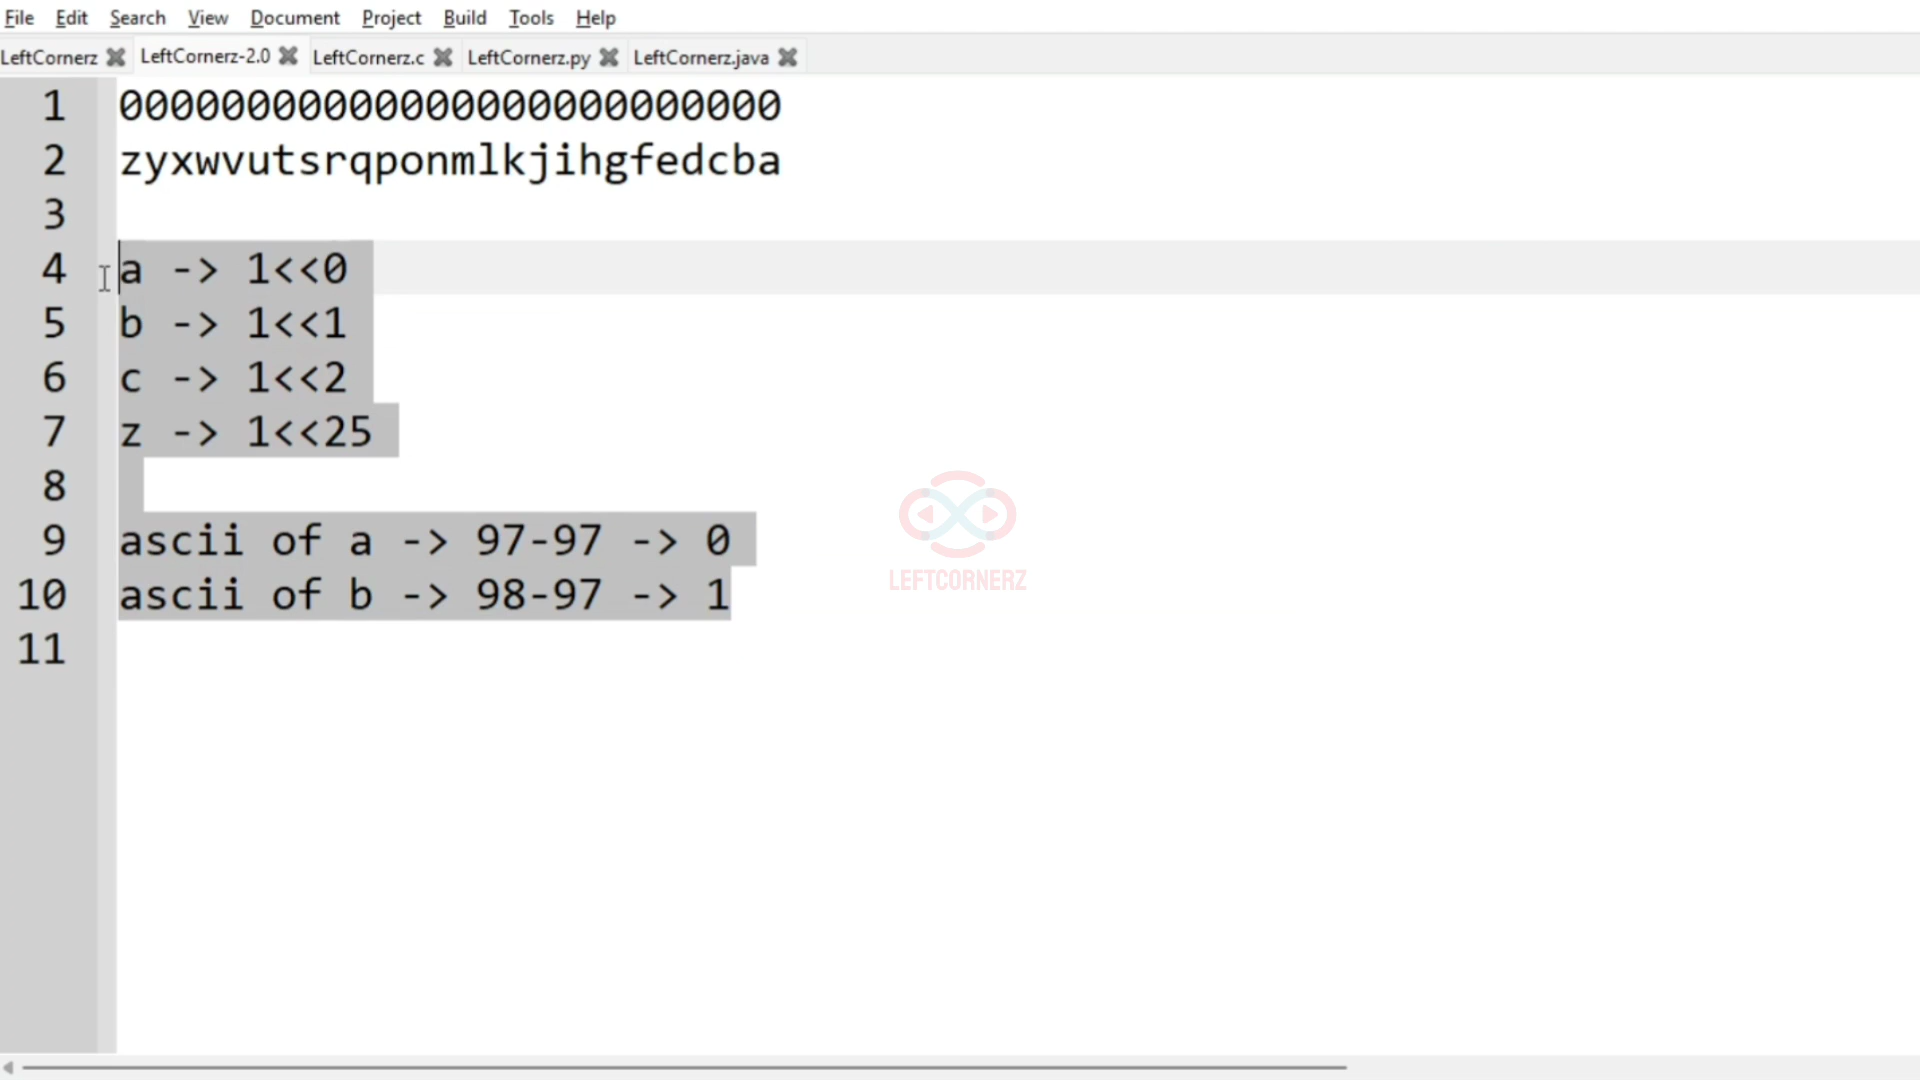 File Edit Search View Document Project Build Tools Help
LeftCornerz LeftCornerz-2.0 LeftCornerz.c LeftCornerz.py LeftCornerz.java
1 00000000000000000000000000
2 zyxwvutsrqponmlkjihgfedcba
3
4 a -> 1<<0
5 b -> 1<<1
6 c -> 1<<2
7 z -> 1<<25
8
9 ascii of a -> 97-97 -> 0
10 ascii of b -> 98-97 -> 1
11
LEFTCORNERZ